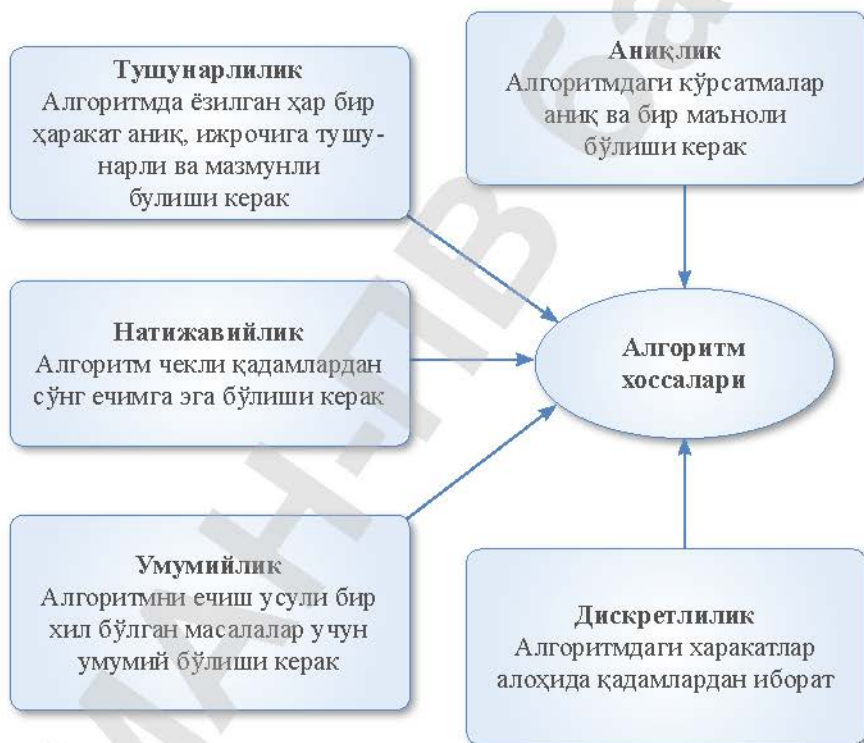 Тушунарлилик
Алгоритмда ёзилган ҳар бир
ҳаракат аниқ, ижрочига тушу-
нарли ва мазмунли
булиши керак
Аниқлик
Алгоритмдаги кўрсатмалар
аниқ ва бир маъноли
бўлиши керак
Натижавийлик
Алгоритм чекли қадамлардан
сўнг ечимга эга бўлиши керак
Алгоритм
хоссалари
Умумийлик
Алгоритмни ечиш усули бир
хил бўлган масалалар учун
умумий бўлиши керак
Дискретлилик
Алгоритмдаги харакатлар
алоҳида қадамлардан иборат
МАН-ПВ